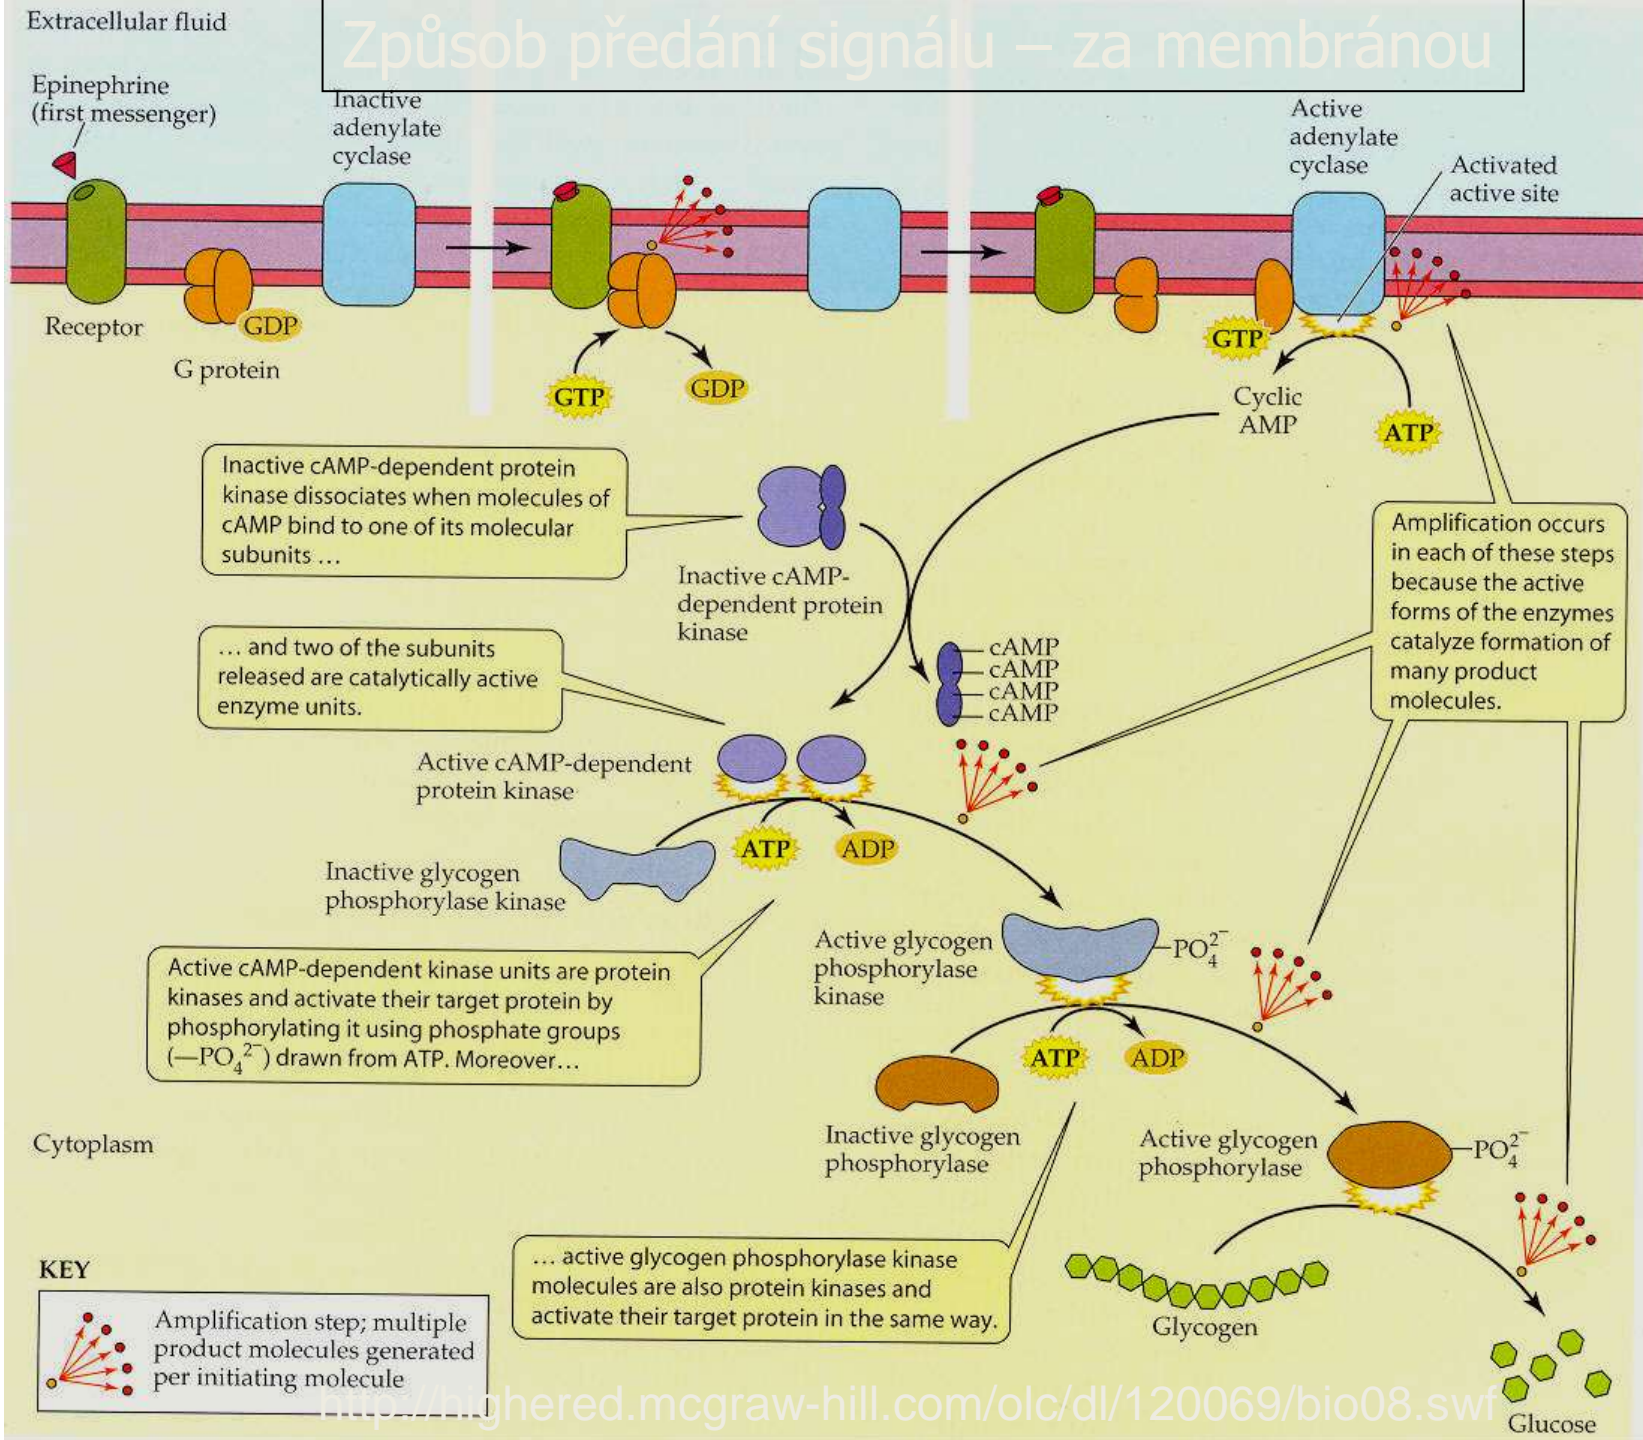 Způsob předání signálu – za membránou
Extracellular fluid
Epinephrine
(first messenger)
Inactive
adenylate
cyclase
Active
adenylate
cyclase
Activated
active site
Receptor
GDP
G protein
GTP
GDP
GTP
Cyclic
AMP
ATP
Inactive cAMP-dependent protein
kinase dissociates when molecules of
cAMP bind to one of its molecular
subunits ...
Inactive cAMP-
dependent protein
kinase
Amplification occurs
in each of these steps
because the active
forms of the enzymes
catalyze formation of
many product
molecules.
... and two of the subunits
released are catalytically active
enzyme units.
cAMP
cAMP
cAMP
cAMP
Active cAMP-dependent
protein kinase
ATP
ADP
Inactive glycogen
phosphorylase kinase
Active glycogen
phosphorylase
kinase
PO₄²⁻
Active cAMP-dependent kinase units are protein
kinases and activate their target protein by
phosphorylating it using phosphate groups
(—PO₄²⁻) drawn from ATP. Moreover...
ATP
ADP
Cytoplasm
Inactive glycogen
phosphorylase
Active glycogen
phosphorylase
PO₄²⁻
... active glycogen phosphorylase kinase
molecules are also protein kinases and
activate their target protein in the same way.
Glycogen
Glucose
KEY
Amplification step; multiple
product molecules generated
per initiating molecule
http://highered.mcgraw-hill.com/olc/dl/120069/bio08.swf